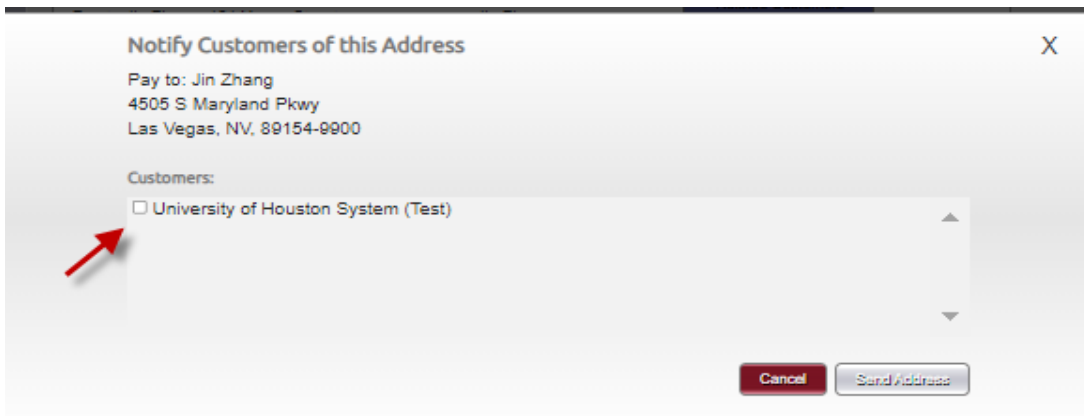 Notify Customers of this Address
X
Pay to: Jin Zhang
4505 S Maryland Pkwy
Las Vegas, NV, 89154-9900
Customers:
University of Houston System (Test)
Cancel
Send Address